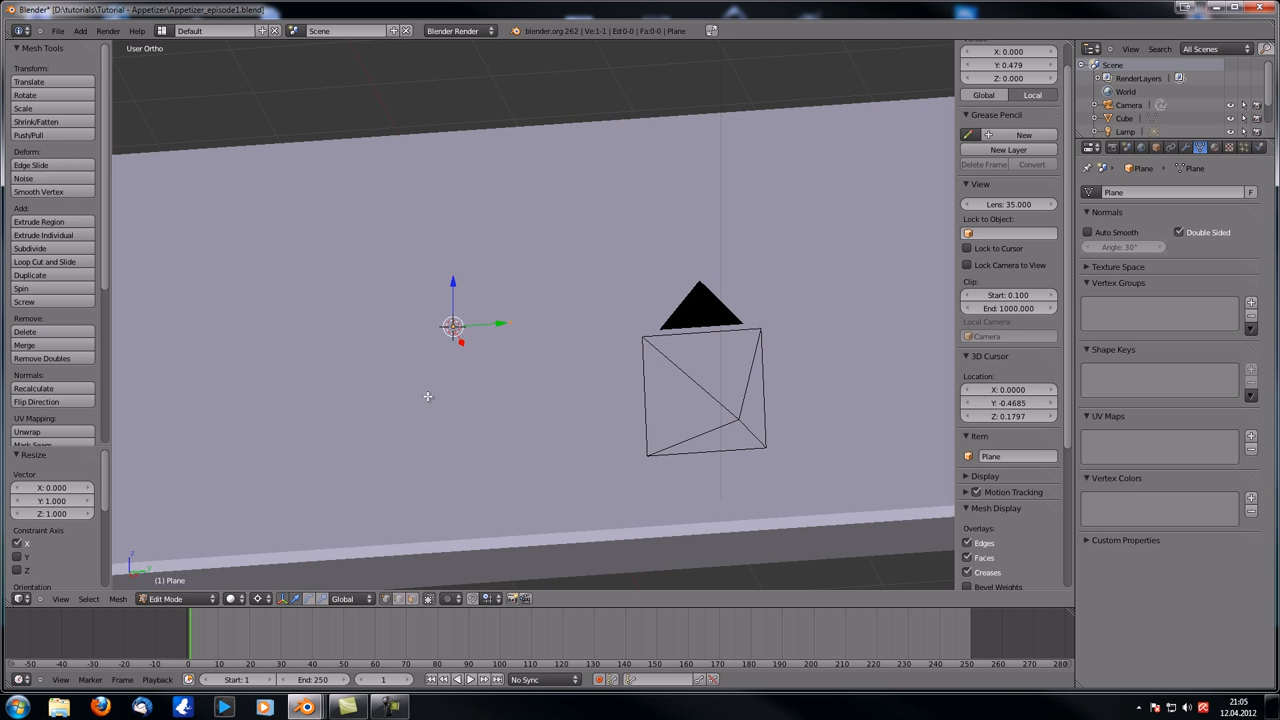 Blender* [D:\tutorials\Tutorial - Appetizer\Appetizer_episode1.blend]
File Add Render Help Default Scene Blender Render blender.org 262 | Ve:1-1 | Ed:0-0 | Fa:0-0 | Plane
Mesh Tools
Transform:
Translate
Rotate
Scale
Shrink/Fatten
Push/Pull
Deform:
Edge Slide
Noise
Smooth Vertex
Add:
Extrude Region
Extrude Individual
Subdivide
Loop Cut and Slide
Duplicate
Spin
Screw
Remove:
Delete
Merge
Remove Doubles
Normals:
Recalculate
Flip Direction
UV Mapping:
Unwrap
Mark Seam
Resize
Vector
X: 0.000
Y: 1.000
Z: 1.000
Constraint Axis
X
Y
Z
Orientation
User Ortho
(1) Plane
X: 0.000
Y: 0.479
Z: 0.000
Global Local
Grease Pencil
New
New Layer
Delete Frame Convert
View
Lens: 35.000
Lock to Object:
Lock to Cursor
Lock Camera to View
Clip:
Start: 0.100
End: 1000.000
Local Camera:
Camera
3D Cursor
Location:
X: 0.0000
Y: -0.4685
Z: 0.1797
Item
Plane
Display
Motion Tracking
Mesh Display
Overlays:
Edges
Faces
Creases
Bevel Weights
View Search All Scenes
Scene
RenderLayers
World
Camera
Cube
Lamp
Plane Plane
Plane F
Normals
Auto Smooth Double Sided
Angle: 30°
Texture Space
Vertex Groups
Shape Keys
UV Maps
Vertex Colors
Custom Properties
View Select Mesh Edit Mode Global
-50 -40 -30 -20 -10 0 10 20 30 40 50 60 70 80 90 100 110 120 130 140 150 160 170 180 190 200 210 220 230 240 250 260 270 280
View Marker Frame Playback Start: 1 End: 250 1 No Sync
21:05
12.04.2012